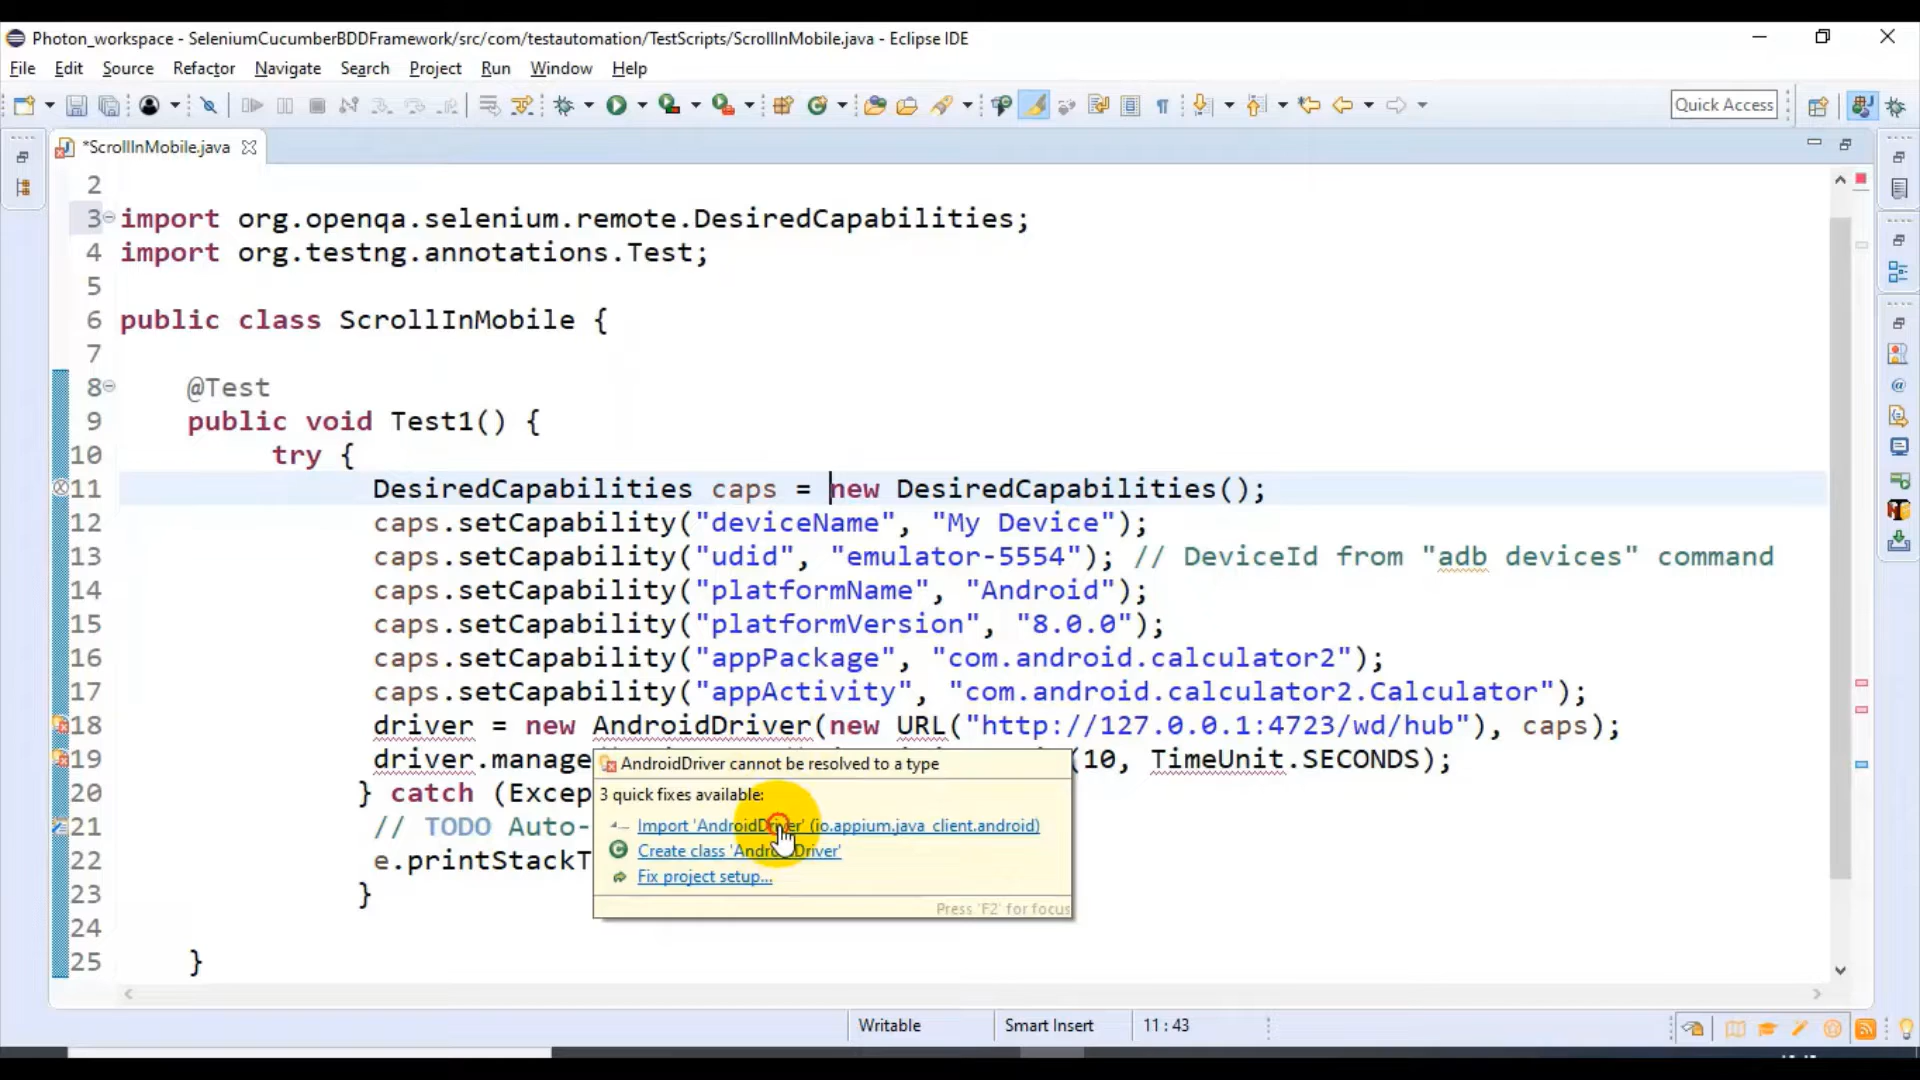 Photon_workspace - SeleniumCucumberBDDFramework/src/com/testautomation/TestScripts/ScrollInMobile.java - Eclipse IDE
File Edit Source Refactor Navigate Search Project Run Window Help
Quick Access
*ScrollInMobile.java
2
3 import org.openqa.selenium.remote.DesiredCapabilities;
4 import org.testng.annotations.Test;
5
6 public class ScrollInMobile {
7
8 @Test
9 public void Test1() {
10 try {
11 DesiredCapabilities caps = new DesiredCapabilities();
12 caps.setCapability("deviceName", "My Device");
13 caps.setCapability("udid", "emulator-5554"); // DeviceId from "adb devices" command
14 caps.setCapability("platformName", "Android");
15 caps.setCapability("platformVersion", "8.0.0");
16 caps.setCapability("appPackage", "com.android.calculator2");
17 caps.setCapability("appActivity", "com.android.calculator2.Calculator");
18 driver = new AndroidDriver(new URL("http://127.0.0.1:4723/wd/hub"), caps);
19 driver.manage (10, TimeUnit.SECONDS);
AndroidDriver cannot be resolved to a type
20 } catch (Excep
3 quick fixes available:
21 // TODO Auto-
Import 'AndroidDriver' (io.appium.java_client.android)
Create class 'AndroidDriver'
22 e.printStackT
Fix project setup...
23 }
Press 'F2' for focus
24
25 }
Writable Smart Insert 11 : 43